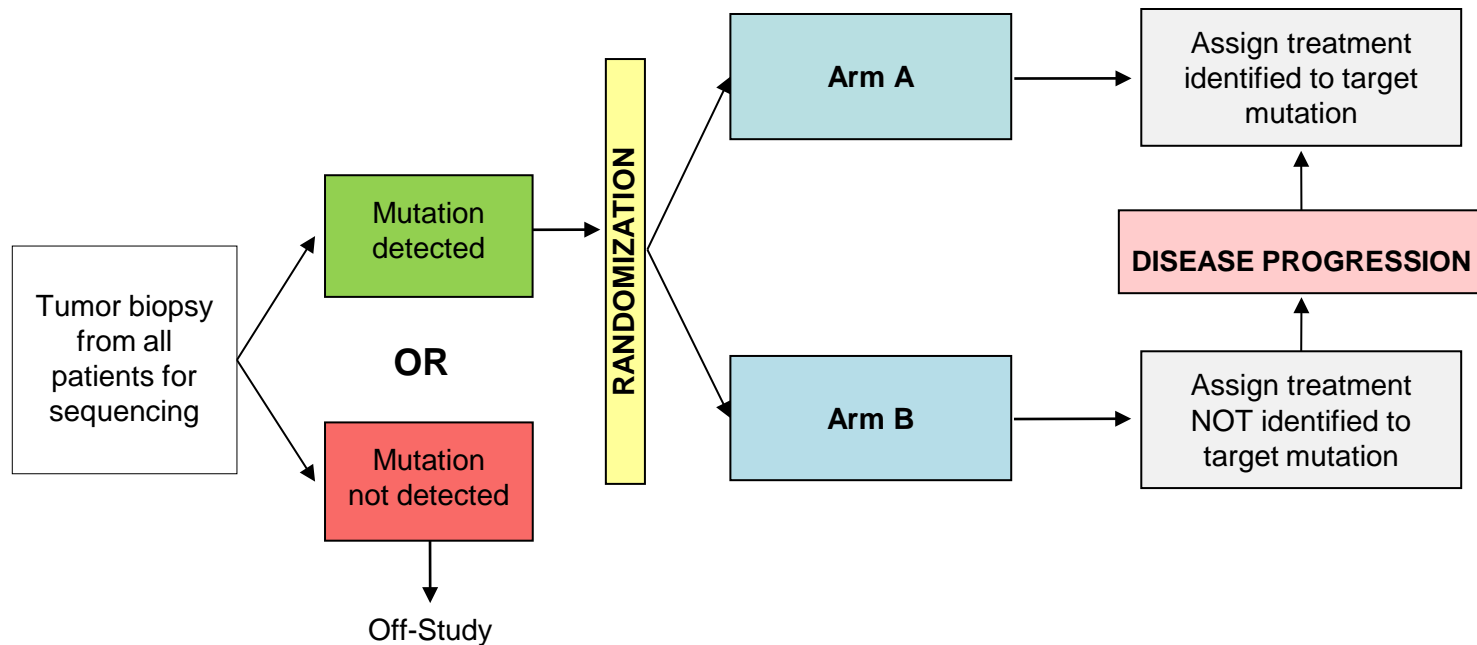 Tumor biopsy
from all
patients for
sequencing
Mutation
detected
OR
Mutation
not detected
Off-Study
RANDOMIZATION
Arm A
Assign treatment
identified to target
mutation
DISEASE PROGRESSION
Arm B
Assign treatment
NOT identified to
target mutation